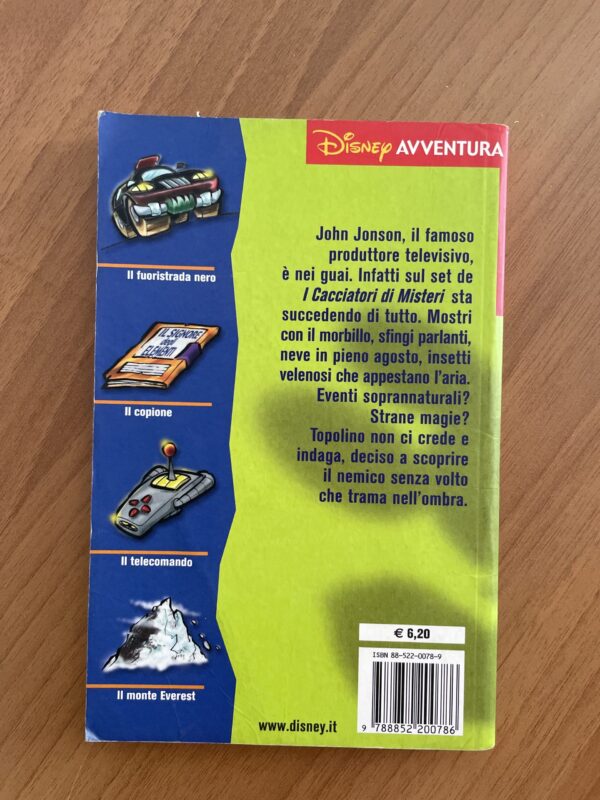 Disney AVVENTURA
Il fuoristrada nero
IL SIGNORE
degli
ELEMENTI
Il copione
Il telecomando
Il monte Everest
John Jonson, il famoso
produttore televisivo,
è nei guai. Infatti sul set de
I Cacciatori di Misteri sta
succedendo di tutto. Mostri
con il morbillo, sfingi parlanti,
neve in pieno agosto, insetti
velenosi che appestano l'aria.
Eventi soprannaturali?
Strane magie?
Topolino non ci crede e
indaga, deciso a scoprire
il nemico senza volto
che trama nell'ombra.
€ 6,20
ISBN 88-522-0078-9
9 788852 200786
www.disney.it